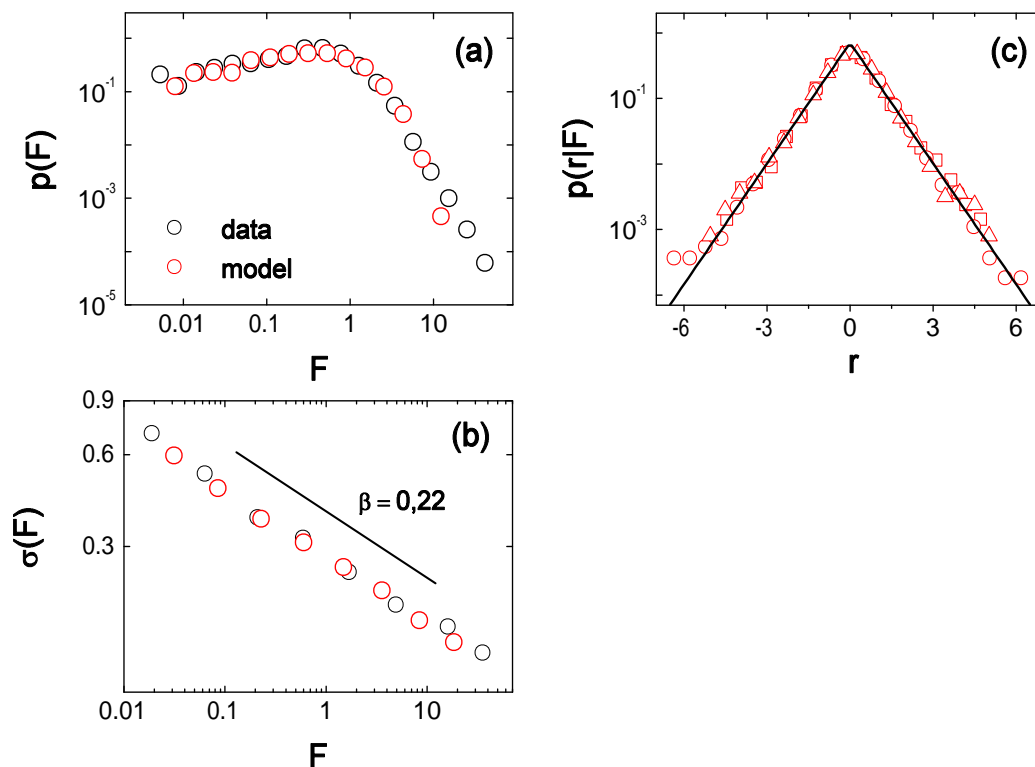 (a)
p(F)
10^-1
10^-3
10^-5
data
model
0.01 0.1 1 10
F
(c)
p(r|F)
10^-1
10^-3
-6 -3 0 3 6
r
(b)
σ(F)
0.9
0.6
0.3
β = 0,22
0.01 0.1 1 10
F